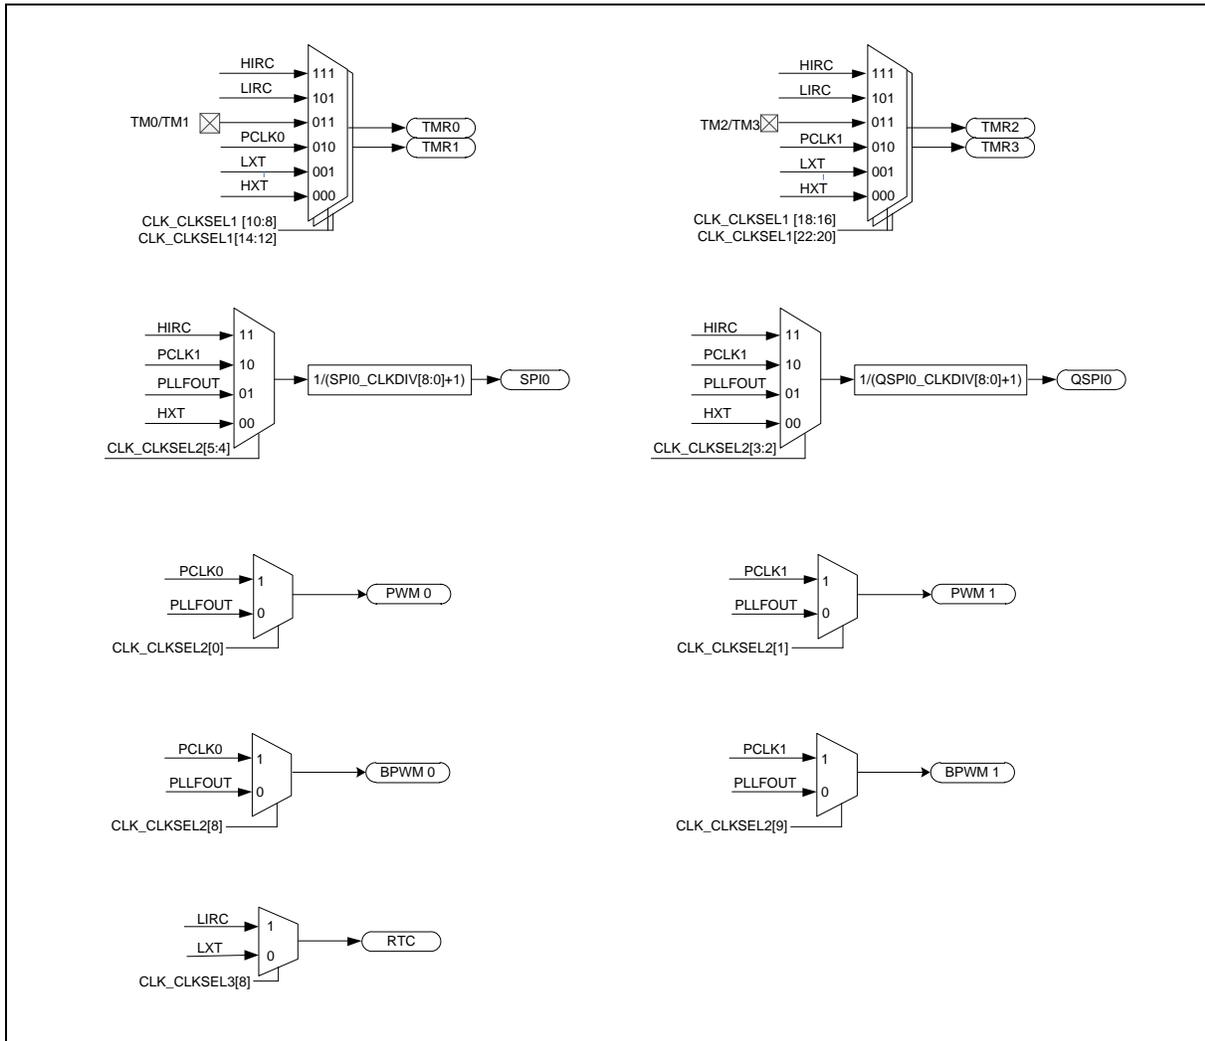 HIRC
111
LIRC
101
TM0/TM1
011
TMR0
PCLK0
010
TMR1
LXT
001
HXT
000
CLK_CLKSEL1 [10:8]
CLK_CLKSEL1[14:12]
HIRC
111
LIRC
101
TM2/TM3
011
TMR2
PCLK1
010
TMR3
LXT
001
HXT
000
CLK_CLKSEL1 [18:16]
CLK_CLKSEL1[22:20]
HIRC
11
PCLK1
10
PLLFOUT
01
HXT
00
CLK_CLKSEL2[5:4]
1/(SPI0_CLKDIV[8:0]+1)
SPI0
HIRC
11
PCLK1
10
PLLFOUT
01
HXT
00
CLK_CLKSEL2[3:2]
1/(QSPI0_CLKDIV[8:0]+1)
QSPI0
PCLK0
1
PLLFOUT
0
CLK_CLKSEL2[0]
PWM 0
PCLK1
1
PLLFOUT
0
CLK_CLKSEL2[1]
PWM 1
PCLK0
1
PLLFOUT
0
CLK_CLKSEL2[8]
BPWM 0
PCLK1
1
PLLFOUT
0
CLK_CLKSEL2[9]
BPWM 1
LIRC
1
LXT
0
CLK_CLKSEL3[8]
RTC